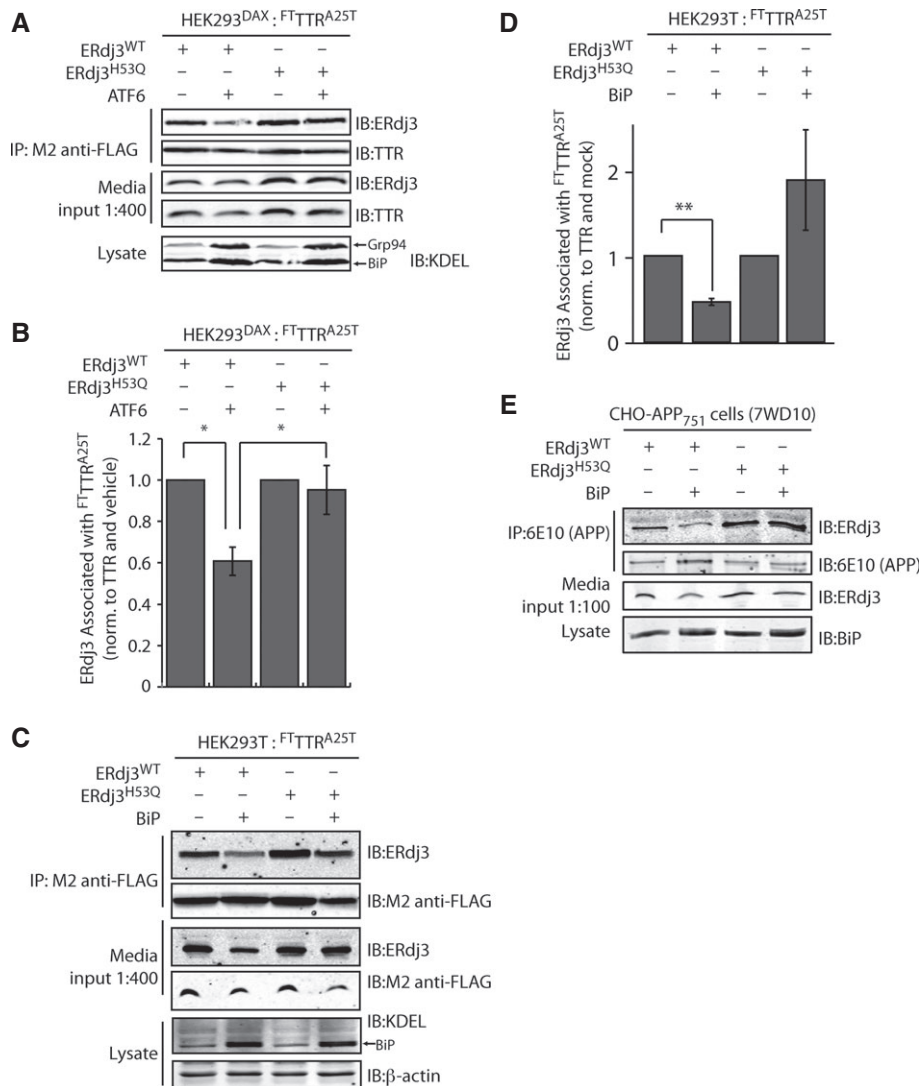 A
HEK293DAX : FTTTRA25T
ERdj3WT + + – –
ERdj3H53Q – – + +
ATF6 – + – +
IP: M2 anti-FLAG
IB:ERdj3
IB:TTR
Media
input 1:400
IB:ERdj3
IB:TTR
Lysate
Grp94
BiP
IB:KDEL
B
HEK293DAX : FTTTRA25T
ERdj3WT + + – –
ERdj3H53Q – – + +
ATF6 – + – +
ERdj3 Associated with FTTTRA25T
(norm. to TTR and vehicle)
* *
1.2
1.0
0.8
0.6
0.4
0.2
0
C
HEK293T : FTTTRA25T
ERdj3WT + + – –
ERdj3H53Q – – + +
BiP – + – +
IP: M2 anti-FLAG
IB:ERdj3
IB:M2 anti-FLAG
Media
input 1:400
IB:ERdj3
IB:M2 anti-FLAG
Lysate
IB:KDEL
BiP
IB:β-actin
D
HEK293T : FTTTRA25T
ERdj3WT + + – –
ERdj3H53Q – – + +
BiP – + – +
ERdj3 Associated with FTTTRA25T
(norm. to TTR and mock)
**
2
1
0
E
CHO-APP751 cells (7WD10)
ERdj3WT + + – –
ERdj3H53Q – – + +
BiP – + – +
IP:6E10 (APP)
IB:ERdj3
IB:6E10 (APP)
Media
input 1:100
IB:ERdj3
Lysate
IB:BiP